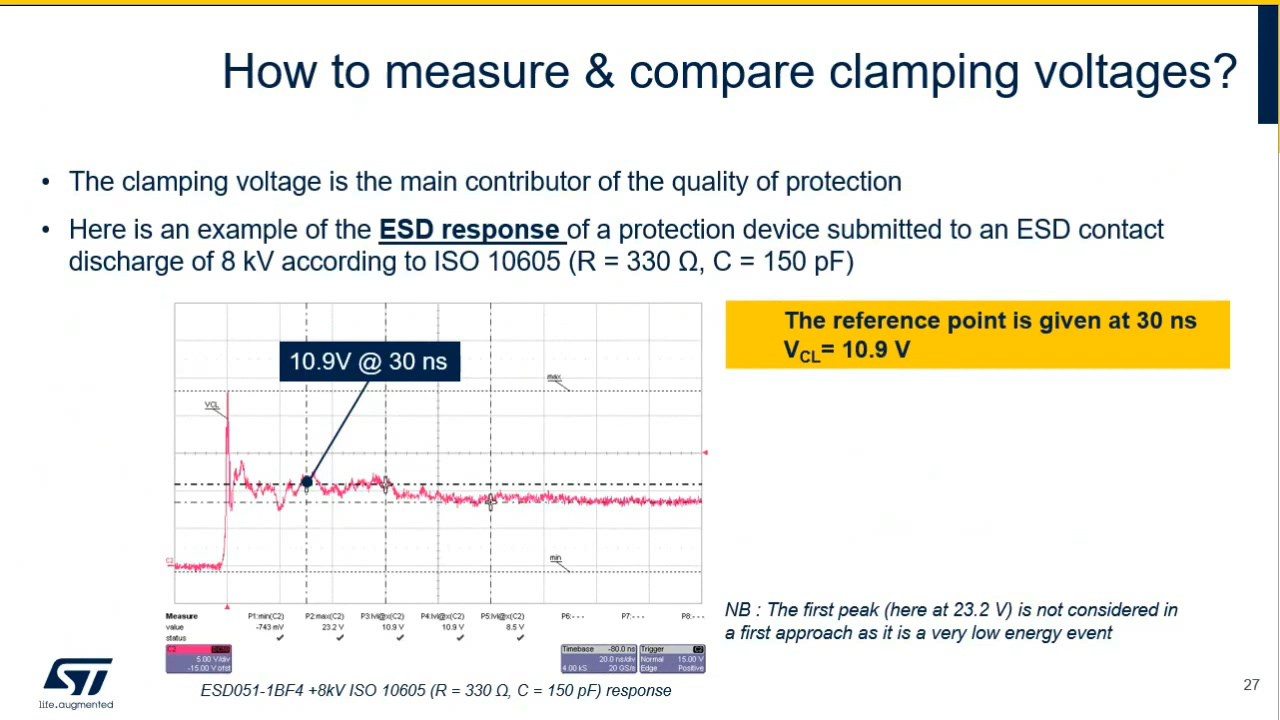 How to measure & compare clamping voltages?
• The clamping voltage is the main contributor of the quality of protection
• Here is an example of the ESD response of a protection device submitted to an ESD contact
discharge of 8 kV according to ISO 10605 (R = 330 Ω, C = 150 pF)
The reference point is given at 30 ns
VCL= 10.9 V
10.9V @ 30 ns
max
VCL
C2
min
Measure P1:min(C2) P2:max(C2) P3:lvl@x(C2) P4:lvl@x(C2) P5:lvl@x(C2) P6:--- P7:--- P8:---
value -743 mV 23.2 V 10.9 V 10.9 V 8.5 V
status
C2
5.00 V/div
-15.00 V ofst
Timebase -80.0 ns
20.0 ns/div
4.00 kS 20 GS/s
Trigger C2
Normal 15.00 V
Edge Positive
NB : The first peak (here at 23.2 V) is not considered in
a first approach as it is a very low energy event
ESD051-1BF4 +8kV ISO 10605 (R = 330 Ω, C = 150 pF) response
ST
life.augmented
27